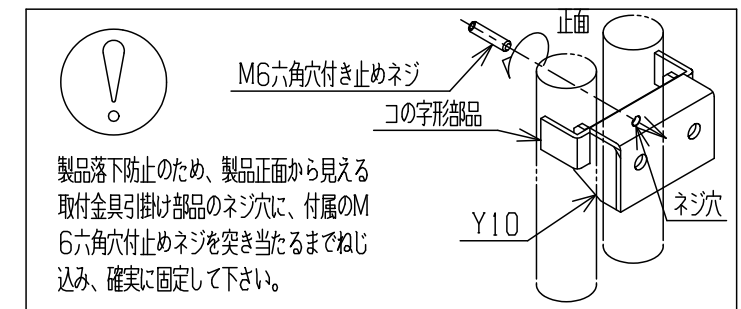 正面
M6六角穴付き止めネジ
コの字形部品
製品落下防止のため、製品正面から見える
取付金具引掛け部品のネジ穴に、付属のM
6六角穴付止めネジを突き当たるまでねじ
込み、確実に固定して下さい。
Y10
ネジ穴